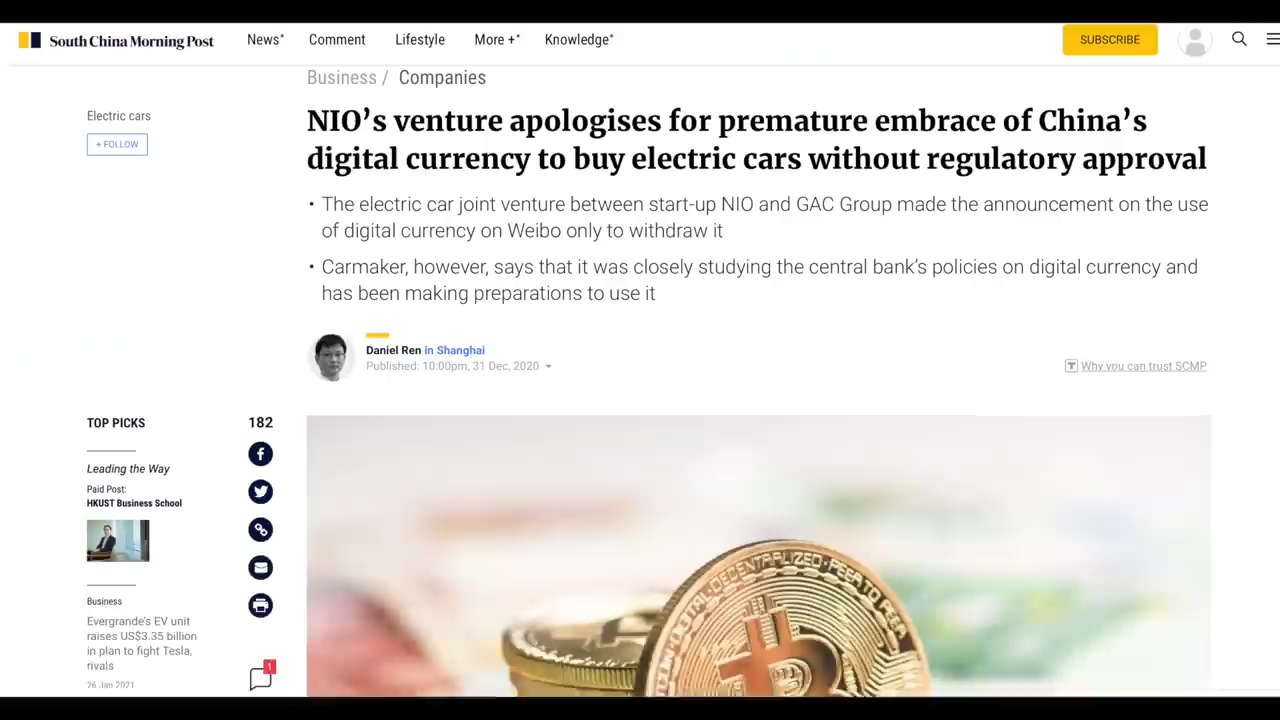 South China Morning Post
News
Comment
Lifestyle
More +
Knowledge
SUBSCRIBE
Business / Companies
Electric cars
+ FOLLOW
NIO’s venture apologises for premature embrace of China’s
digital currency to buy electric cars without regulatory approval
• The electric car joint venture between start-up NIO and GAC Group made the announcement on the use
of digital currency on Weibo only to withdraw it
• Carmaker, however, says that it was closely studying the central bank’s policies on digital currency and
has been making preparations to use it
Daniel Ren in Shanghai
Published: 10:00pm, 31 Dec, 2020
Why you can trust SCMP
TOP PICKS
182
Leading the Way
Paid Post:
HKUST Business School
Business
Evergrande's EV unit
raises US$3.35 billion
in plan to fight Tesla,
rivals
26 Jan 2021
1
DIGITAL • DECENTRALIZED • PEER TO PEER